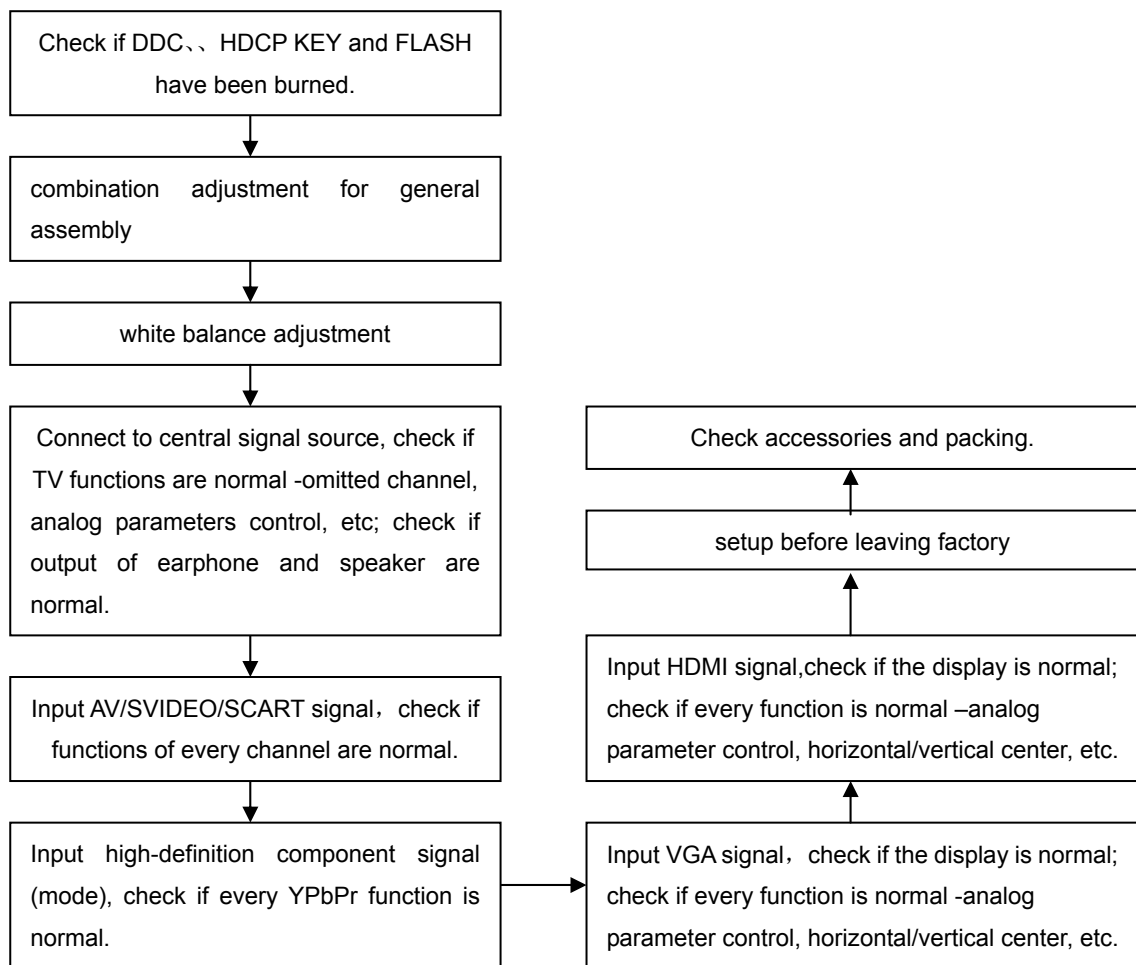 Check if DDC、、HDCP KEY and FLASH
have been burned.
combination adjustment for general
assembly
white balance adjustment
Connect to central signal source, check if
TV functions are normal -omitted channel,
analog parameters control, etc; check if
output of earphone and speaker are
normal.
Input AV/SVIDEO/SCART signal，check if
functions of every channel are normal.
Input high-definition component signal
(mode), check if every YPbPr function is
normal.
Input VGA signal，check if the display is normal;
check if every function is normal -analog
parameter control, horizontal/vertical center, etc.
Input HDMI signal,check if the display is normal;
check if every function is normal –analog
parameter control, horizontal/vertical center, etc.
setup before leaving factory
Check accessories and packing.